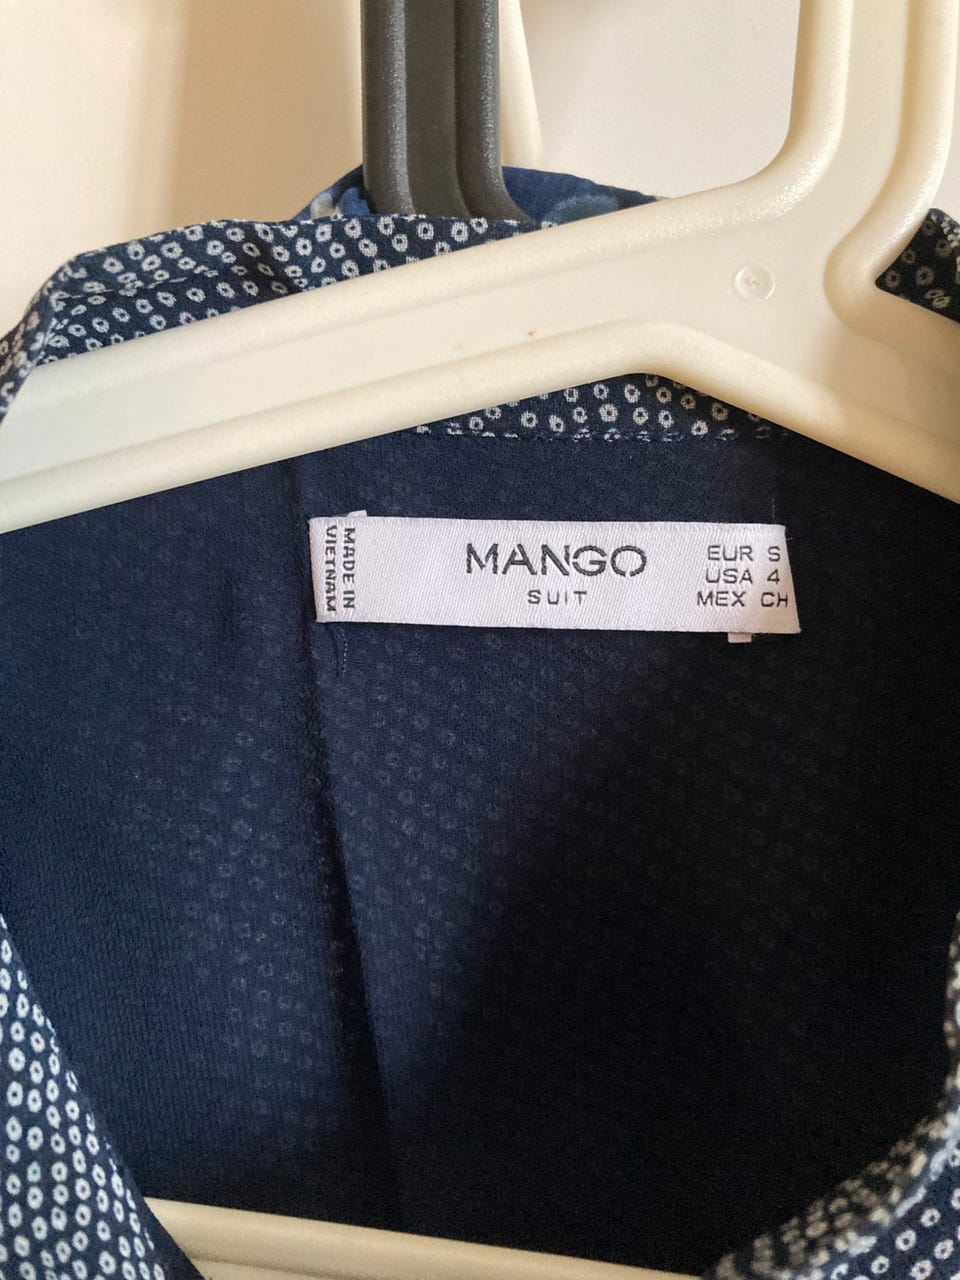 MADE IN
VIETNAM
MANGO
SUIT
EUR S
USA 4
MEX CH